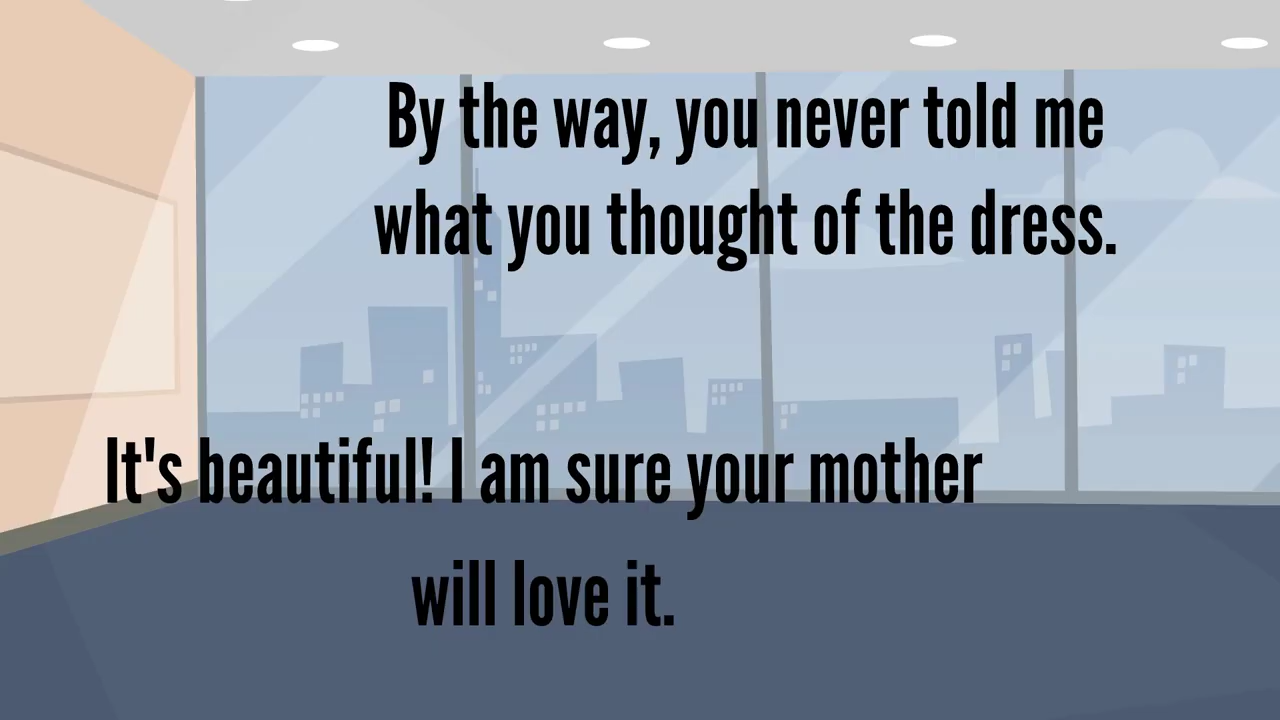 By the way, you never told me
what you thought of the dress.
It's beautiful! I am sure your mother
will love it.